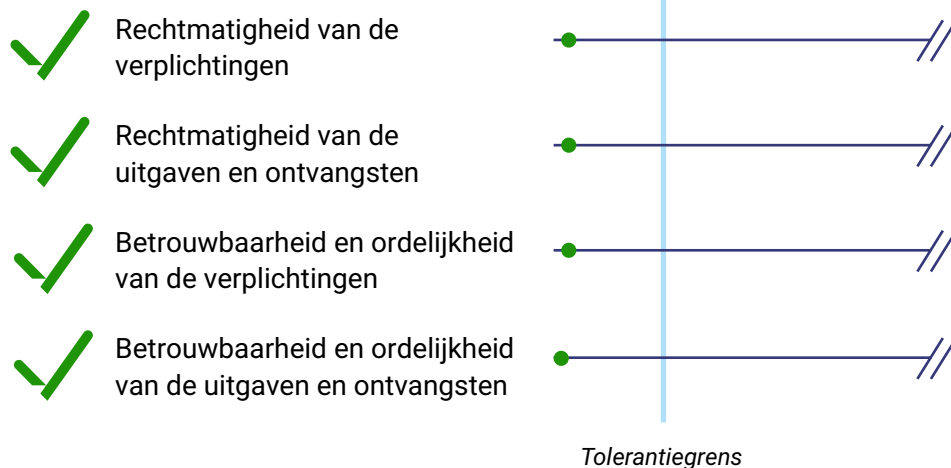 Rechtmatigheid van de
verplichtingen
Rechtmatigheid van de
uitgaven en ontvangsten
Betrouwbaarheid en ordelijkheid
van de verplichtingen
Betrouwbaarheid en ordelijkheid
van de uitgaven en ontvangsten
Tolerantiegrens